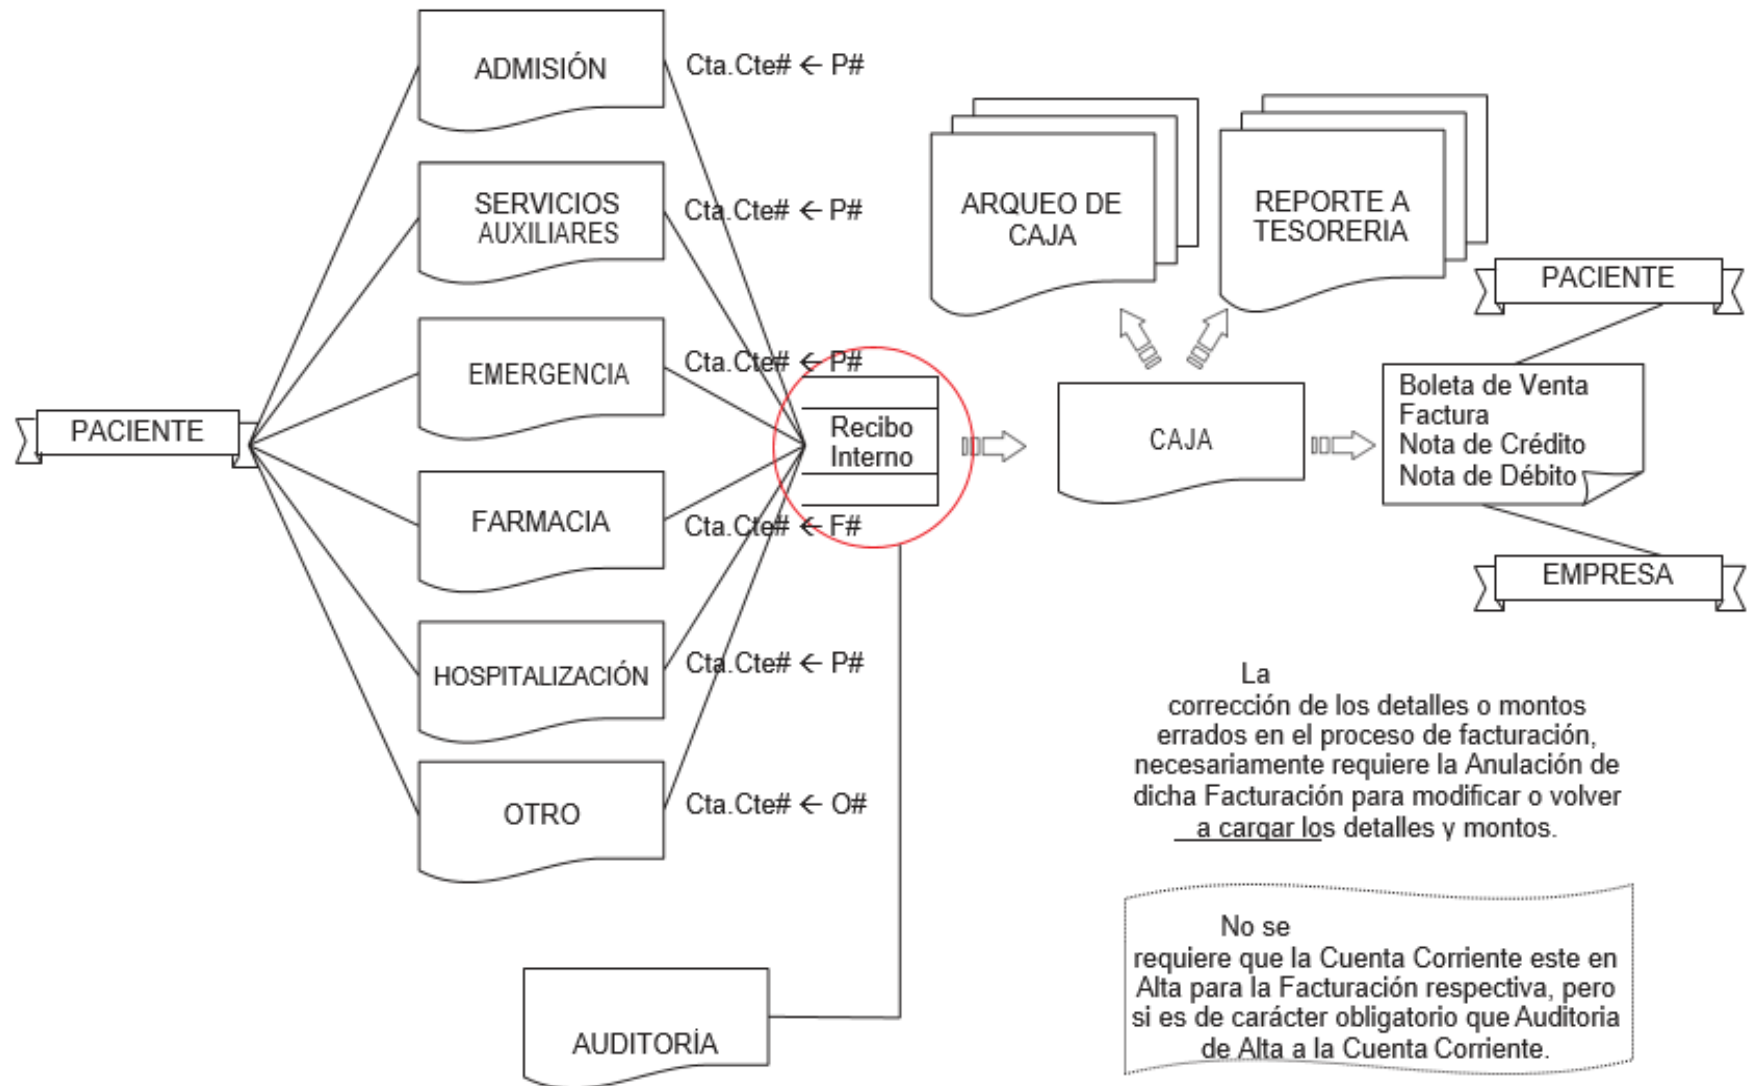 ADMISIÓN
Cta.Cte# ← P#
SERVICIOS
AUXILIARES
Cta.Cte# ← P#
EMERGENCIA
Cta.Cte# ← P#
PACIENTE
FARMACIA
Cta.Cte# ← F#
HOSPITALIZACIÓN
Cta.Cte# ← P#
OTRO
Cta.Cte# ← O#
AUDITORÍA
Recibo
Interno
ARQUEO DE
CAJA
REPORTE A
TESORERIA
CAJA
PACIENTE
Boleta de Venta
Factura
Nota de Crédito
Nota de Débito
EMPRESA
La
corrección de los detalles o montos
errados en el proceso de facturación,
necesariamente requiere la Anulación de
dicha Facturación para modificar o volver
a cargar los detalles y montos.
No se
requiere que la Cuenta Corriente este en
Alta para la Facturación respectiva, pero
si es de carácter obligatorio que Auditoria
de Alta a la Cuenta Corriente.